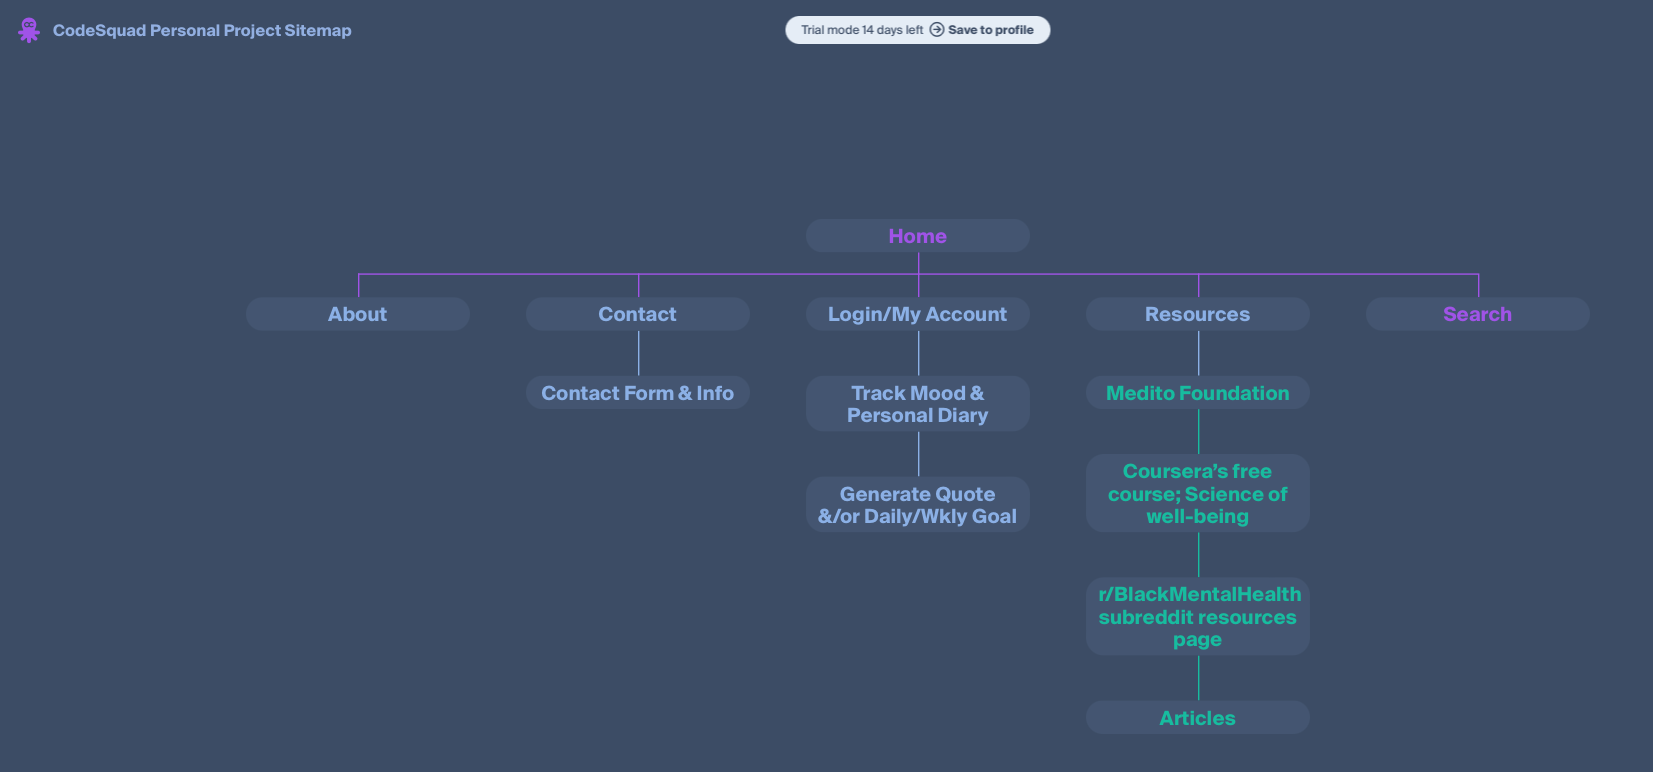 CodeSquad Personal Project Sitemap
Trial mode 14 days left Save to profile
Home
About
Contact
Login/My Account
Resources
Search
Contact Form & Info
Track Mood &
Personal Diary
Generate Quote
&/or Daily/Wkly Goal
Medito Foundation
Coursera’s free
course; Science of
well-being
r/BlackMentalHealth
subreddit resources
page
Articles